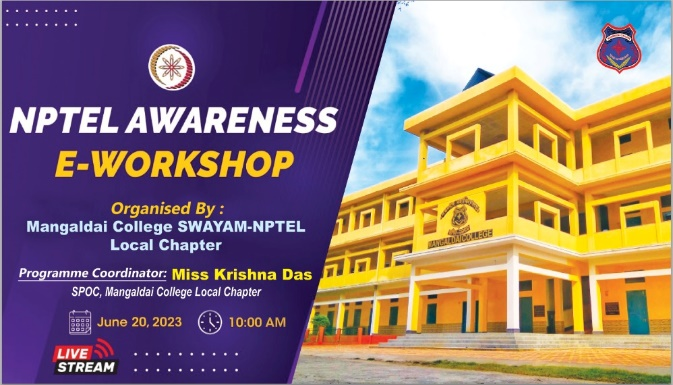 NPTEL AWARENESS
E-WORKSHOP
Organised By :
Mangaldai College SWAYAM-NPTEL
Local Chapter
Programme Coordinator: Miss Krishna Das
SPOC, Mangaldai College Local Chapter
June 20, 2023 10:00 AM
LIVE
STREAM
MANGALDAI COLLEGE